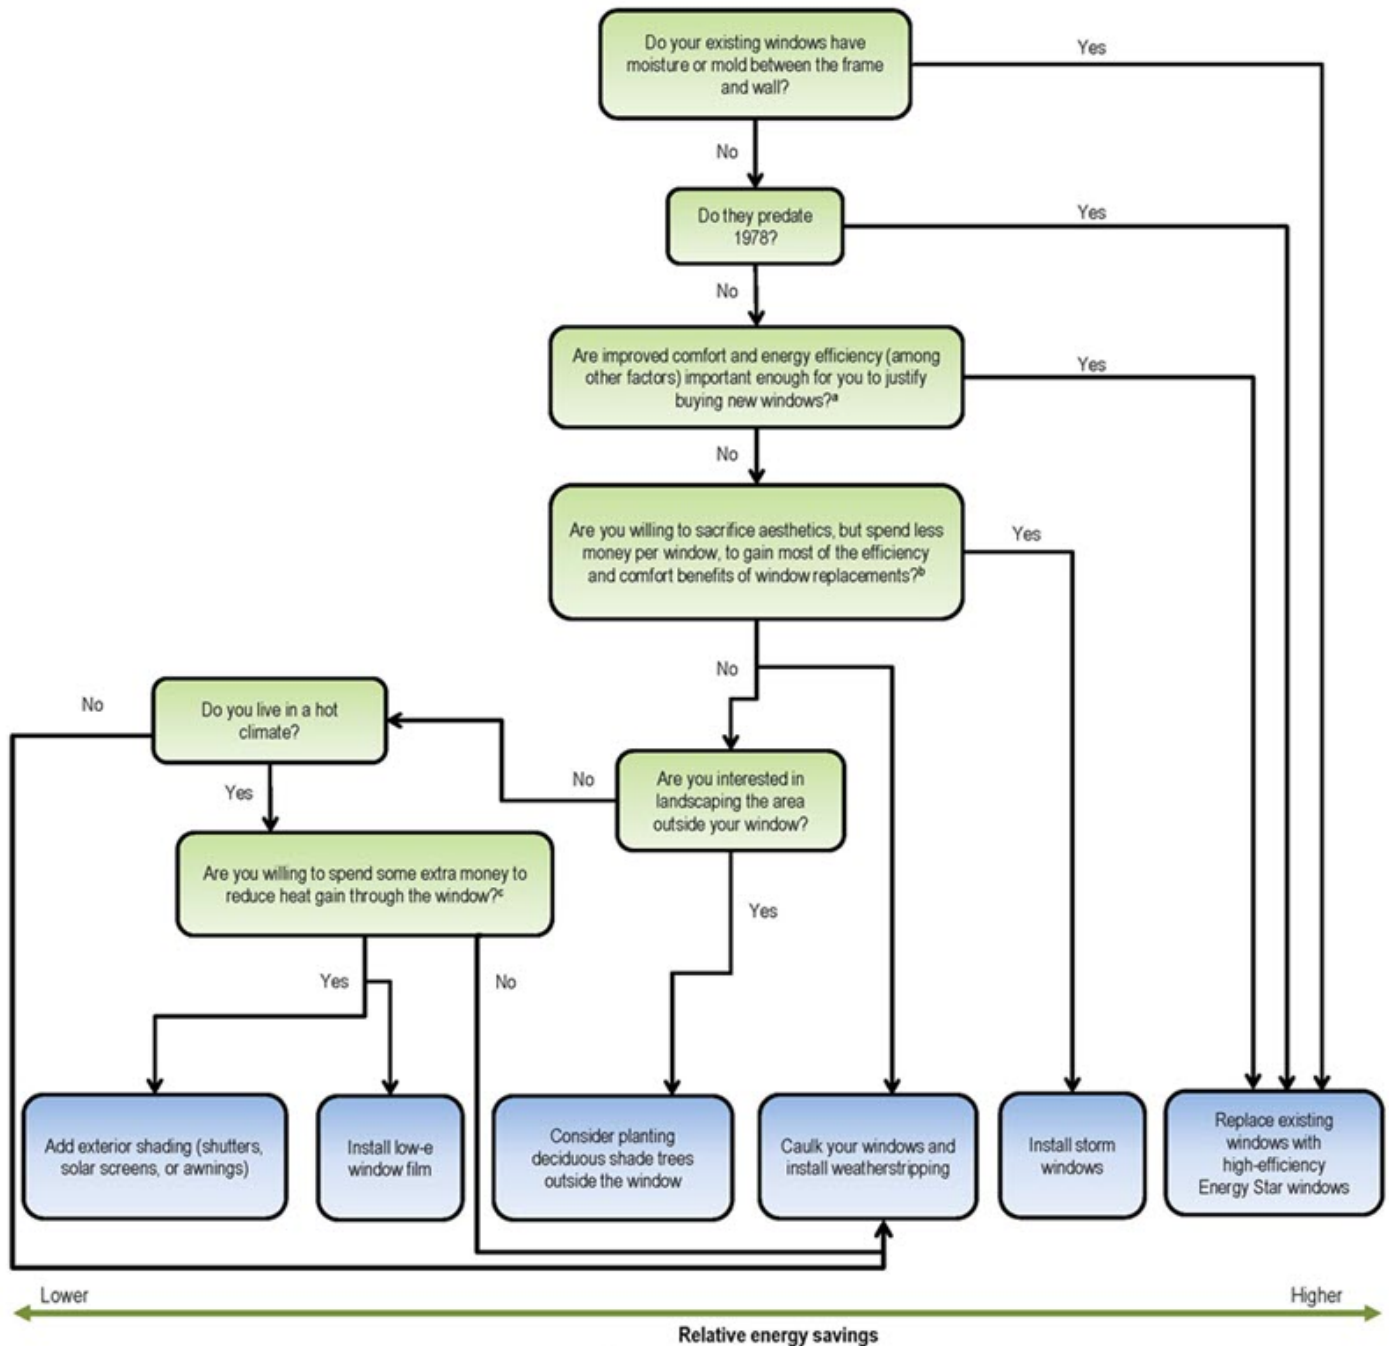 Do your existing windows have
moisture or mold between the frame
and wall?
Yes
No
Do they predate
1978?
Yes
No
Are improved comfort and energy efficiency (among
other factors) important enough for you to justify
buying new windows?ᵃ
Yes
No
Are you willing to sacrifice aesthetics, but spend less
money per window, to gain most of the efficiency
and comfort benefits of window replacements?ᵇ
Yes
No
No
Do you live in a hot
climate?
Yes
No
Are you interested in
landscaping the area
outside your window?
Yes
Are you willing to spend some extra money to
reduce heat gain through the window?ᶜ
Yes
No
Add exterior shading (shutters,
solar screens, or awnings)
Install low-e
window film
Consider planting
deciduous shade trees
outside the window
Caulk your windows and
install weatherstripping
Install storm
windows
Replace existing
windows with
high-efficiency
Energy Star windows
Lower
Higher
Relative energy savings